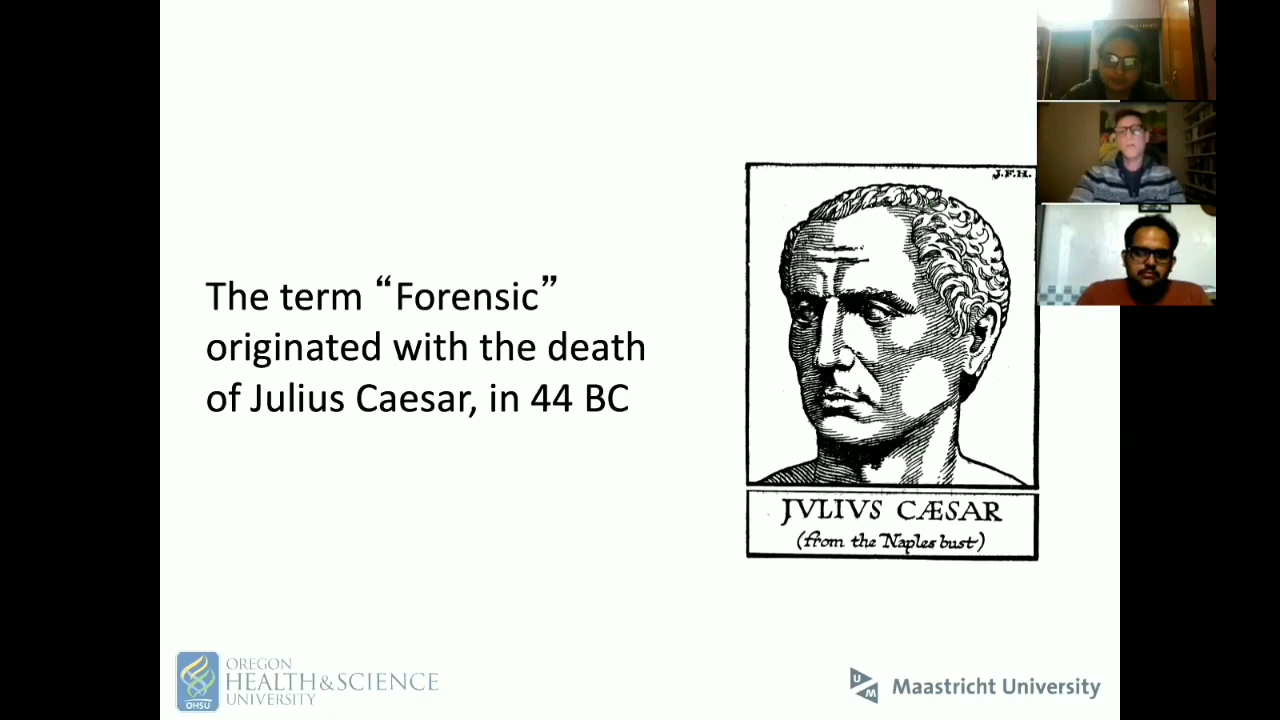 The term “Forensic”
originated with the death
of Julius Caesar, in 44 BC
J.F.H.
JVLIVS CÆSAR
(from the Naples bust)
OHSU
OREGON
HEALTH&SCIENCE
UNIVERSITY
U
M
Maastricht University